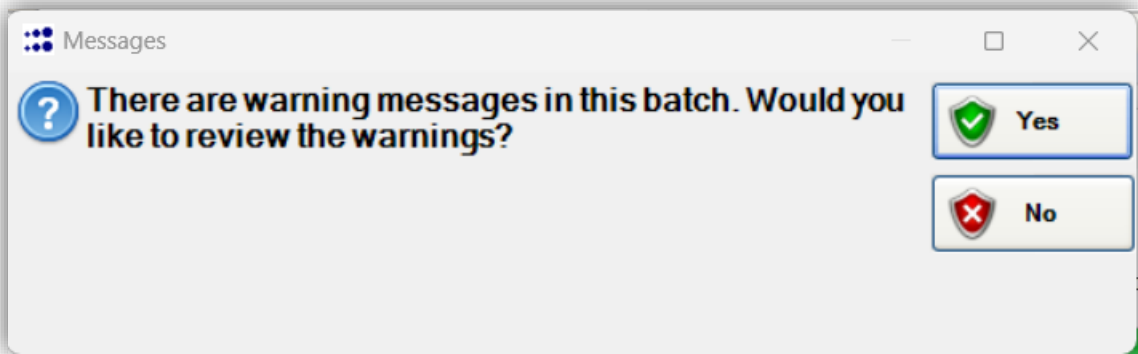 Messages
There are warning messages in this batch. Would you
like to review the warnings?
Yes
No